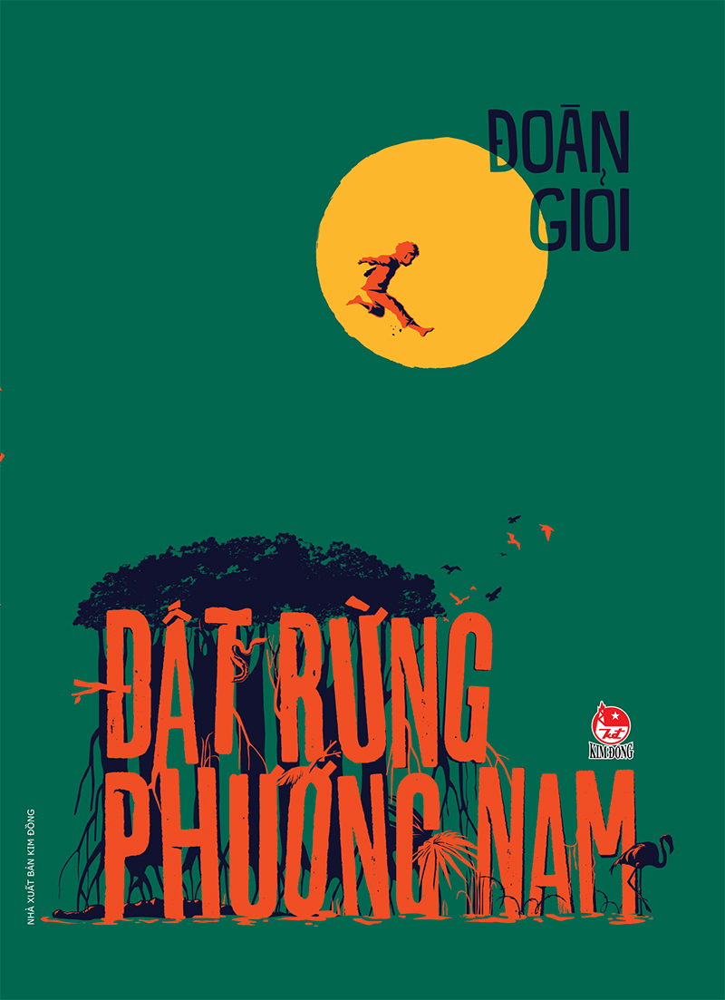 ĐOÀN
GIỎI
ĐẤT RỪNG
PHƯƠNG NAM
KIM ĐỒNG
NHÀ XUẤT BẢN KIM ĐỒNG